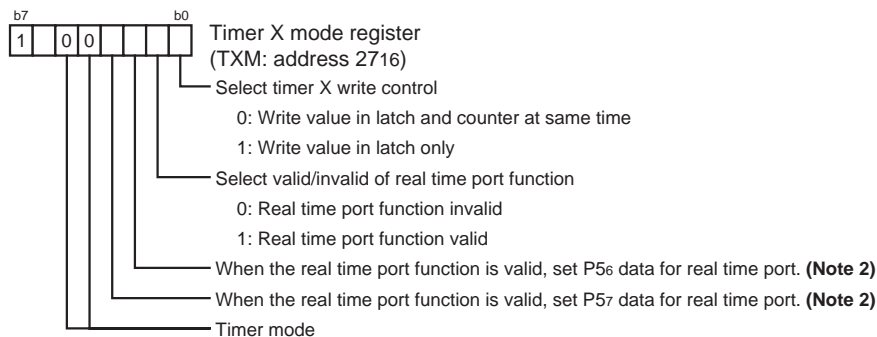 b7 b0
1 0 0 Timer X mode register
(TXM: address 2716)
Select timer X write control
0: Write value in latch and counter at same time
1: Write value in latch only
Select valid/invalid of real time port function
0: Real time port function invalid
1: Real time port function valid
When the real time port function is valid, set P56 data for real time port. (Note 2)
When the real time port function is valid, set P57 data for real time port. (Note 2)
Timer mode